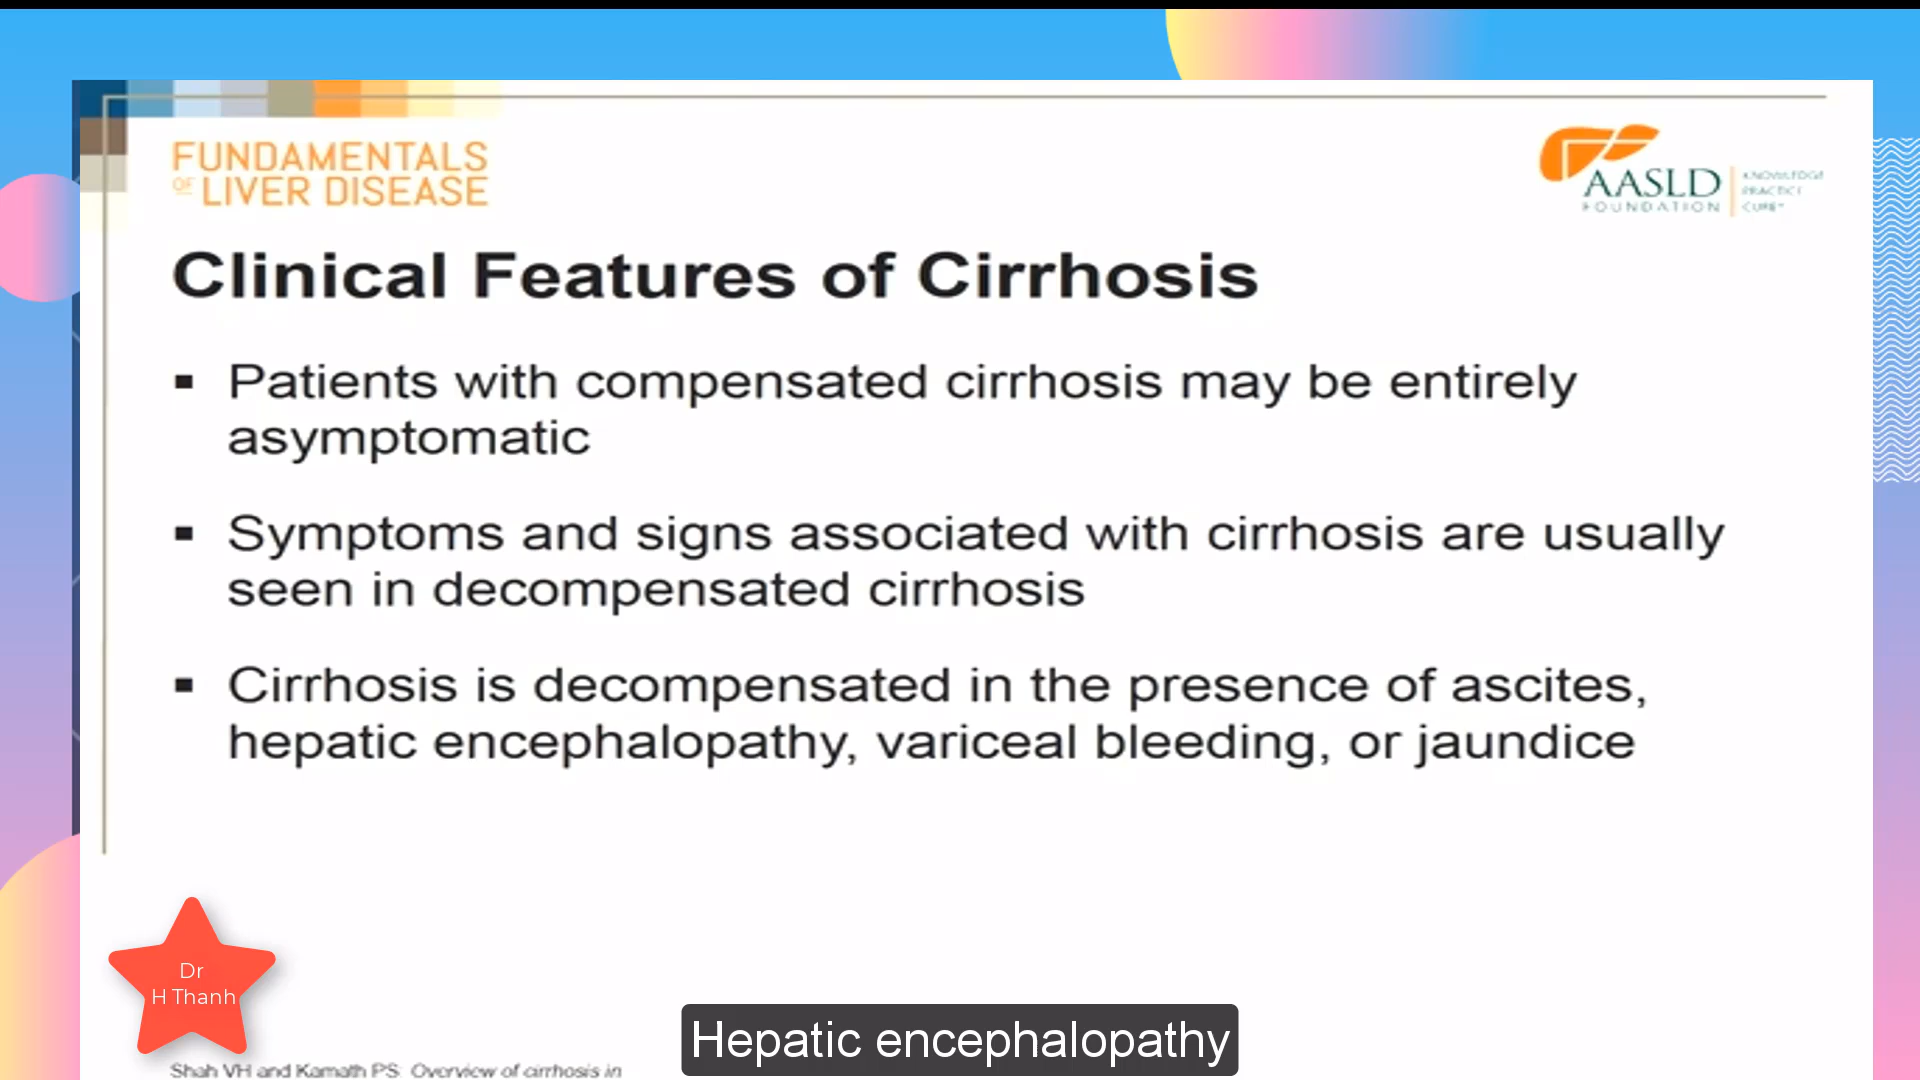 FUNDAMENTALS
OF LIVER DISEASE
AASLD
FOUNDATION
KNOWLEDGE
PRACTICE
CURE
Clinical Features of Cirrhosis
▪ Patients with compensated cirrhosis may be entirely
asymptomatic
▪ Symptoms and signs associated with cirrhosis are usually
seen in decompensated cirrhosis
▪ Cirrhosis is decompensated in the presence of ascites,
hepatic encephalopathy, variceal bleeding, or jaundice
Dr
H Thanh
Hepatic encephalopathy
Shah VH and Kamath PS. Overview of cirrhosis in